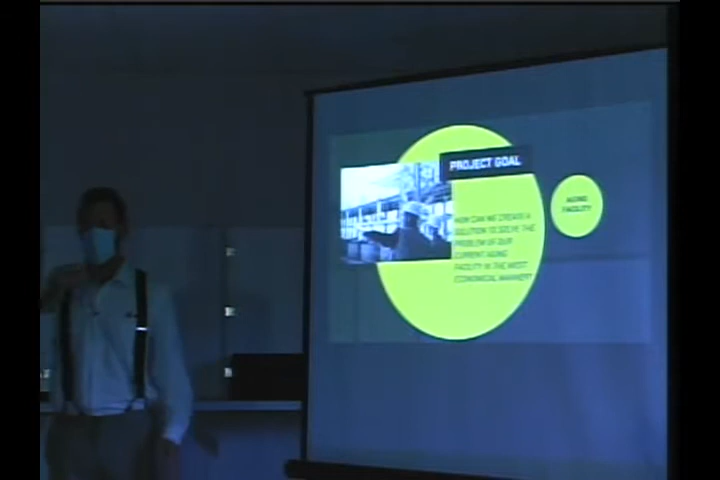 PROJECT GOAL
HOW CAN WE CREATE A
SOLUTION TO SOLVE THE
PROBLEM OF OUR
CURRENT AGING
FACILITY IN THE MOST
ECONOMICAL MANNER?
AGING
FACILITY